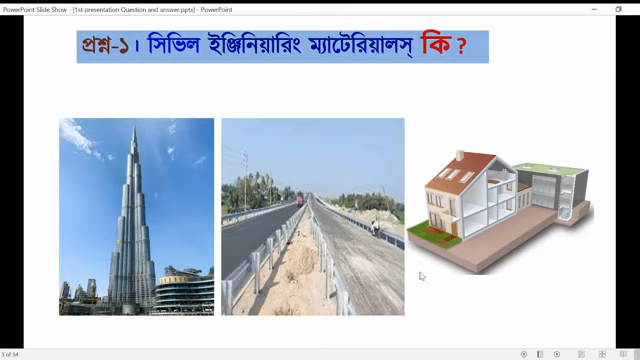 PowerPoint Slide Show - [1st presentation Question and answer.pptx] - PowerPoint
প্রশ্ন-১। সিভিল ইঞ্জিনিয়ারিং ম্যাটেরিয়ালস্ কি ?
3 of 34